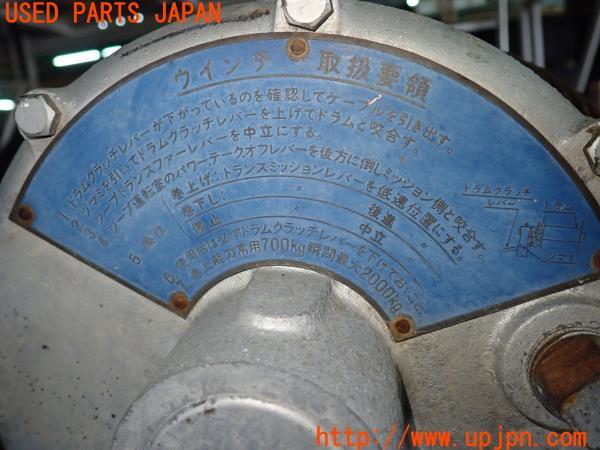 USED PARTS JAPAN
ウインチ 取扱要領
1. ドラムクラッチレバーが下がっているのを確認してケーブルを引き出す。
2. ツマミを引いてドラムクラッチレバーを上げてドラムと咬合す。
3. ジープトランスファーレバーを中立にする。
4. ジープ運転室のパワーテークオフレバーを後方に倒しミッション側と咬合す。
5. 操作 巻上げ:トランスミッションレバーを低速位置にする。
巻下し: 〃 後進 〃
停止: 〃 中立 〃
6. 使用后は必ずドラムクラッチレバーを下げておくこと。
7. 巻上能力常用700kg瞬間最大2000kg
ドラムクラッチ
レバー
ドラム
ツマミ
http://www.upjpn.com/